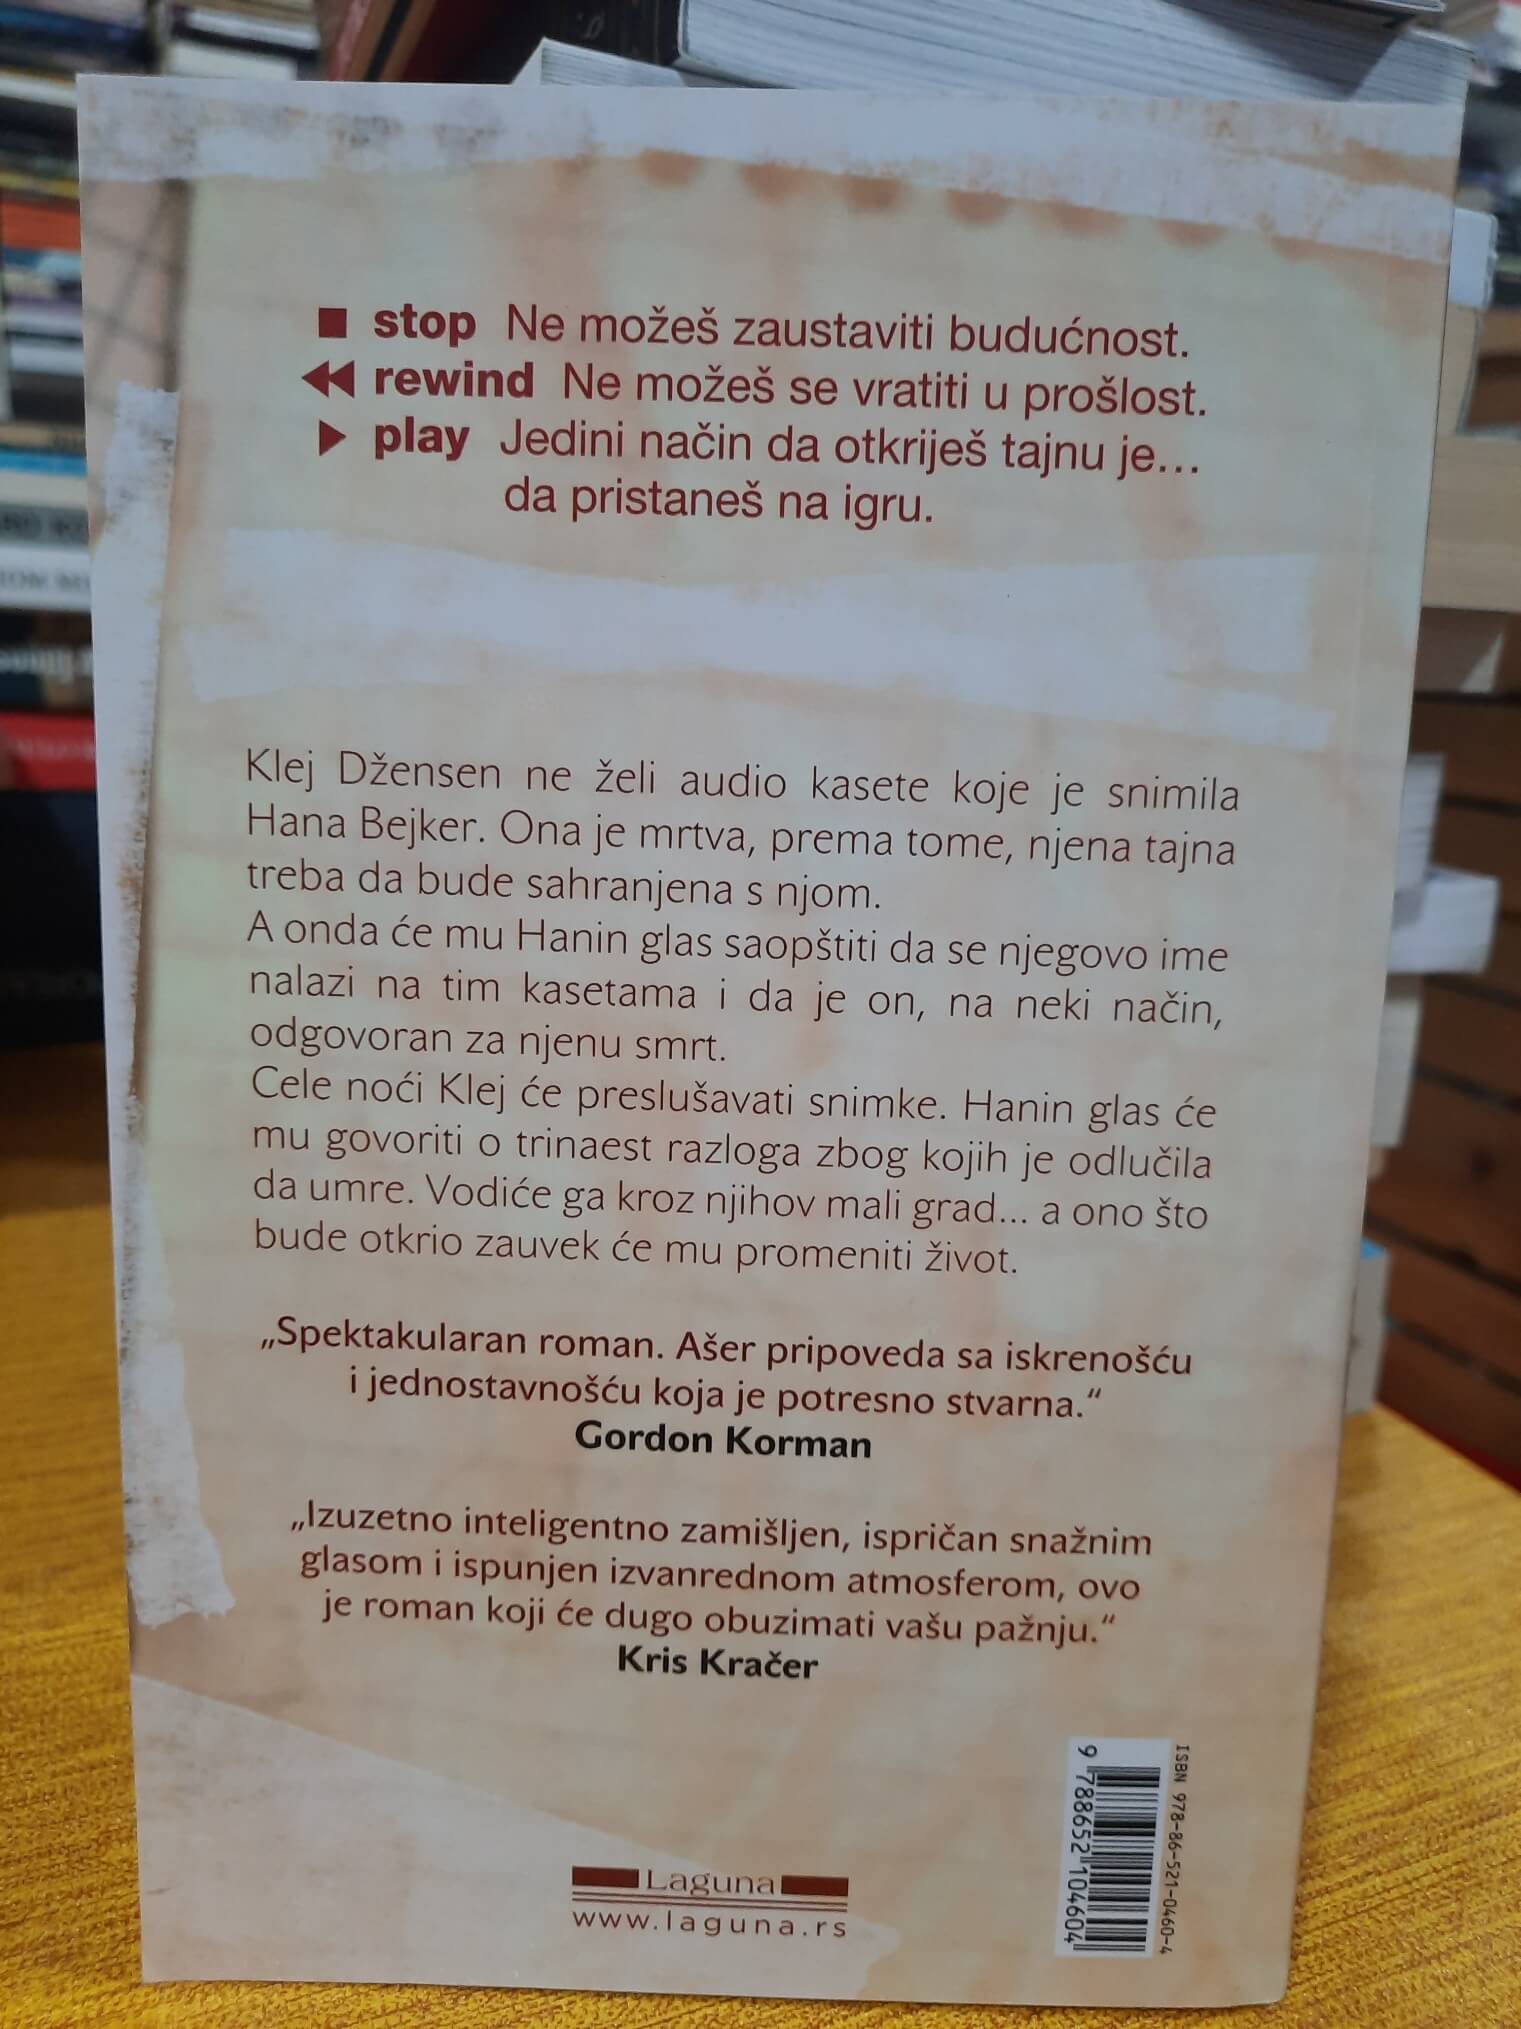 stop Ne možeš zaustaviti budućnost.
rewind Ne možeš se vratiti u prošlost.
play Jedini način da otkriješ tajnu je...
da pristaneš na igru.
Klej Džensen ne želi audio kasete koje je snimila
Hana Bejker. Ona je mrtva, prema tome, njena tajna
treba da bude sahranjena s njom.
A onda će mu Hanin glas saopštiti da se njegovo ime
nalazi na tim kasetama i da je on, na neki način,
odgovoran za njenu smrt.
Cele noći Klej će preslušavati snimke. Hanin glas će
mu govoriti o trinaest razloga zbog kojih je odlučila
da umre. Vodiće ga kroz njihov mali grad... a ono što
bude otkrio zauvek će mu promeniti život.
„Spektakularan roman. Ašer pripoveda sa iskrenošću
i jednostavnošću koja je potresno stvarna.“
Gordon Korman
„Izuzetno inteligentno zamišljen, ispričan snažnim
glasom i ispunjen izvanrednom atmosferom, ovo
je roman koji će dugo obuzimati vašu pažnju.“
Kris Kračer
Laguna
www.laguna.rs
ISBN 978-86-521-0460-4
9 788652 104604